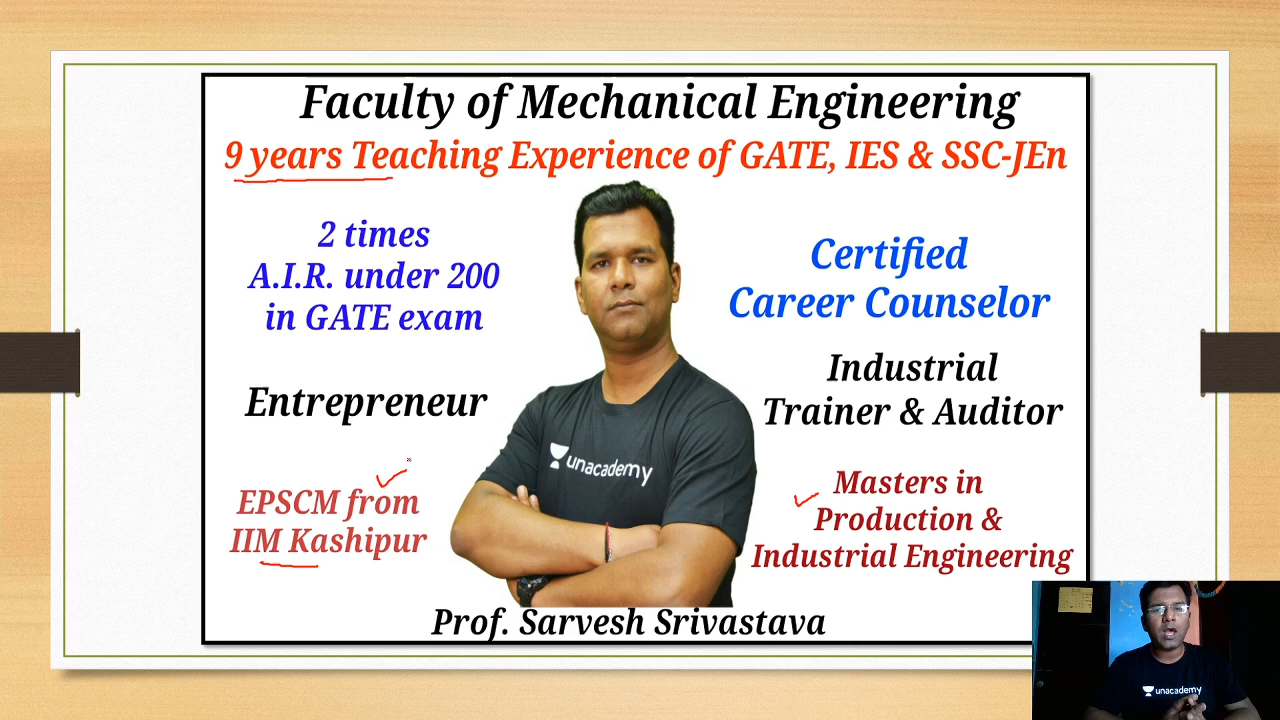 Faculty of Mechanical Engineering
9 years Teaching Experience of GATE, IES & SSC-JEn
2 times
A.I.R. under 200
in GATE exam
Certified
Career Counselor
Entrepreneur
Industrial
Trainer & Auditor
unacademy
EPSCM from
IIM Kashipur
Masters in
Production &
Industrial Engineering
Prof. Sarvesh Srivastava
unacademy